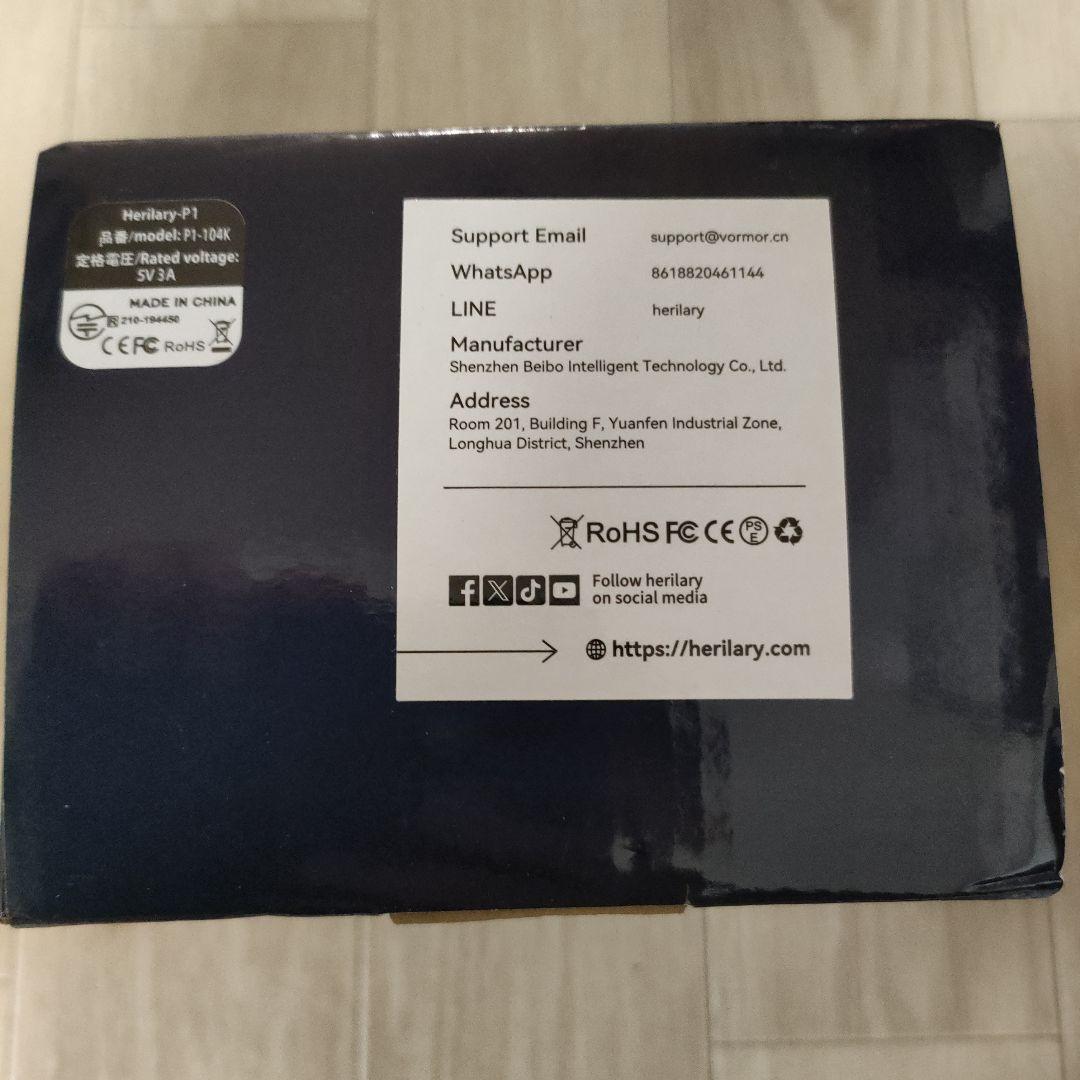 Herilary-P1
品番/model: P1-104K
定格電圧/Rated voltage:
5V 3A
MADE IN CHINA
R 210-194450
CE FC RoHS
Support Email support@vormor.cn
WhatsApp 8618820461144
LINE herilary
Manufacturer
Shenzhen Beibo Intelligent Technology Co., Ltd.
Address
Room 201, Building F, Yuanfen Industrial Zone,
Longhua District, Shenzhen
RoHS FC CE PS E
Follow herilary
on social media
https://herilary.com